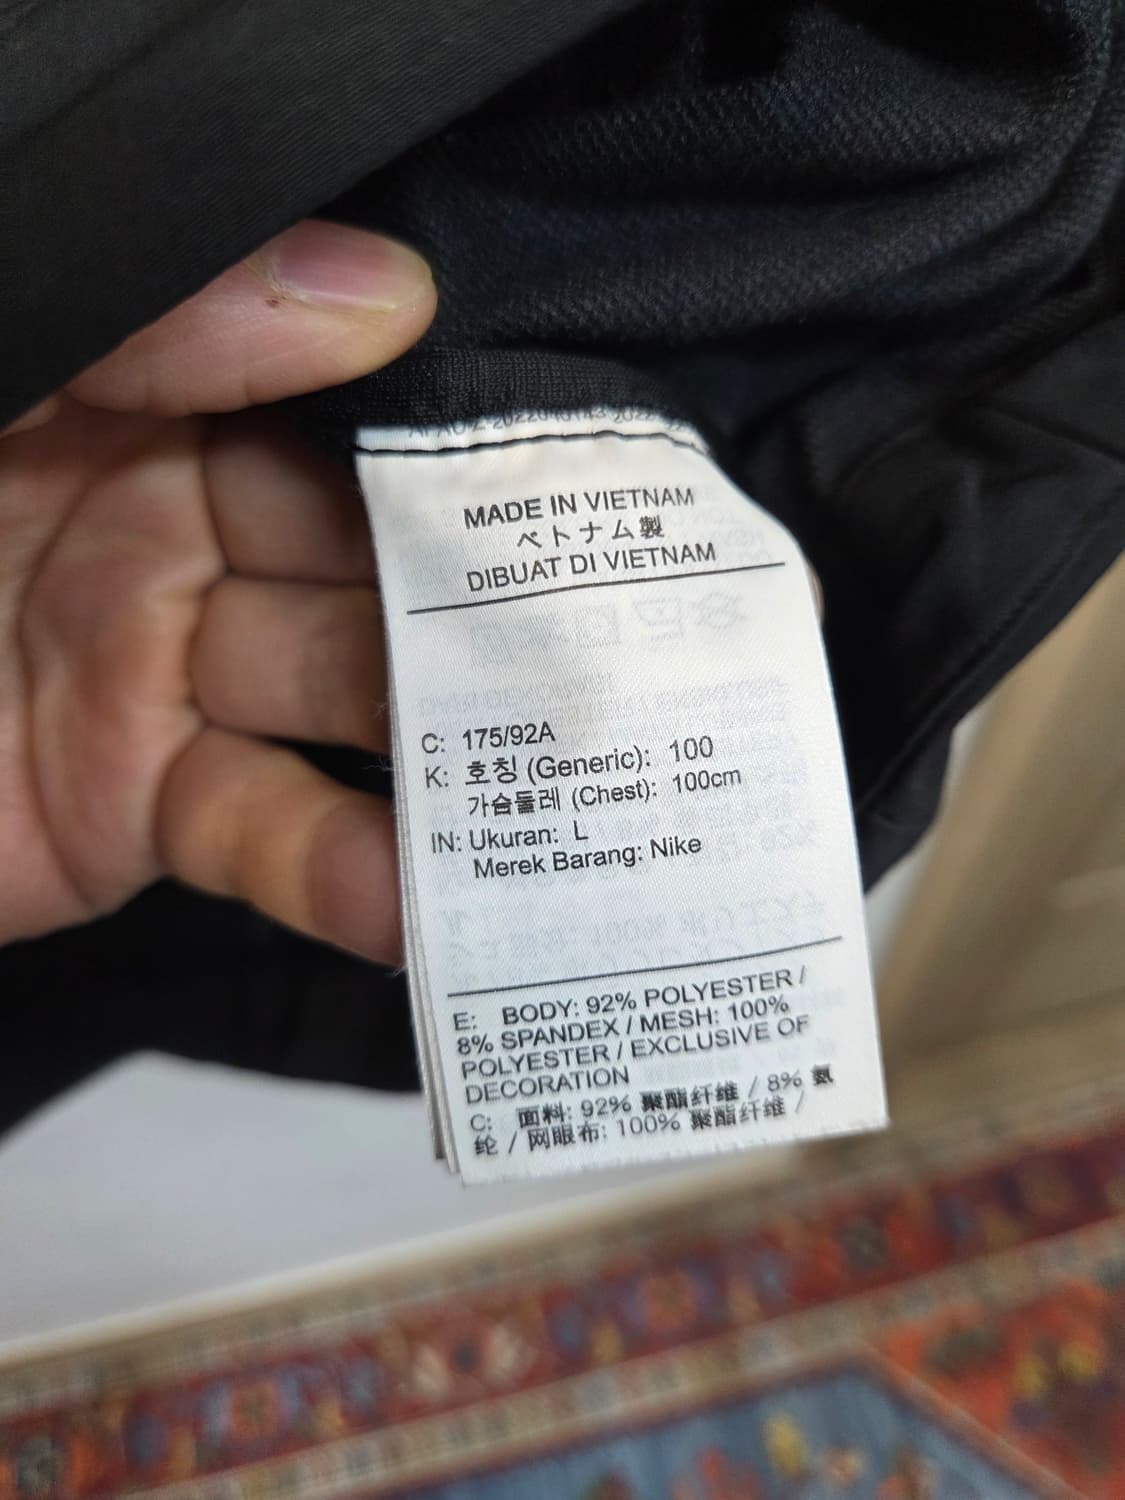 MADE IN VIETNAM
ベトナム製
DIBUAT DI VIETNAM
C: 175/92A
K: 호칭 (Generic): 100
가슴둘레 (Chest): 100cm
IN: Ukuran: L
Merek Barang: Nike
E: BODY: 92% POLYESTER /
8% SPANDEX / MESH: 100%
POLYESTER / EXCLUSIVE OF
DECORATION
C: 面料: 92% 聚酯纤维 / 8% 氨
纶 / 网眼布: 100% 聚酯纤维 /